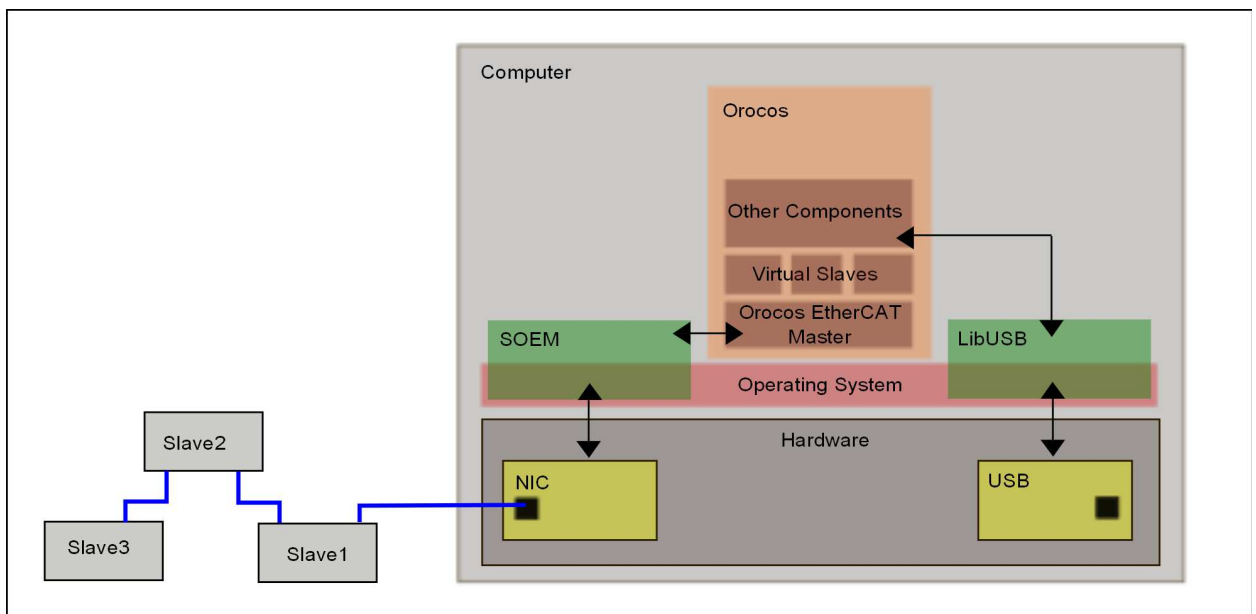 Computer
Orocos
Other Components
Virtual Slaves
Orocos EtherCAT
Master
SOEM
LibUSB
Operating System
Hardware
NIC
USB
Slave2
Slave3
Slave1